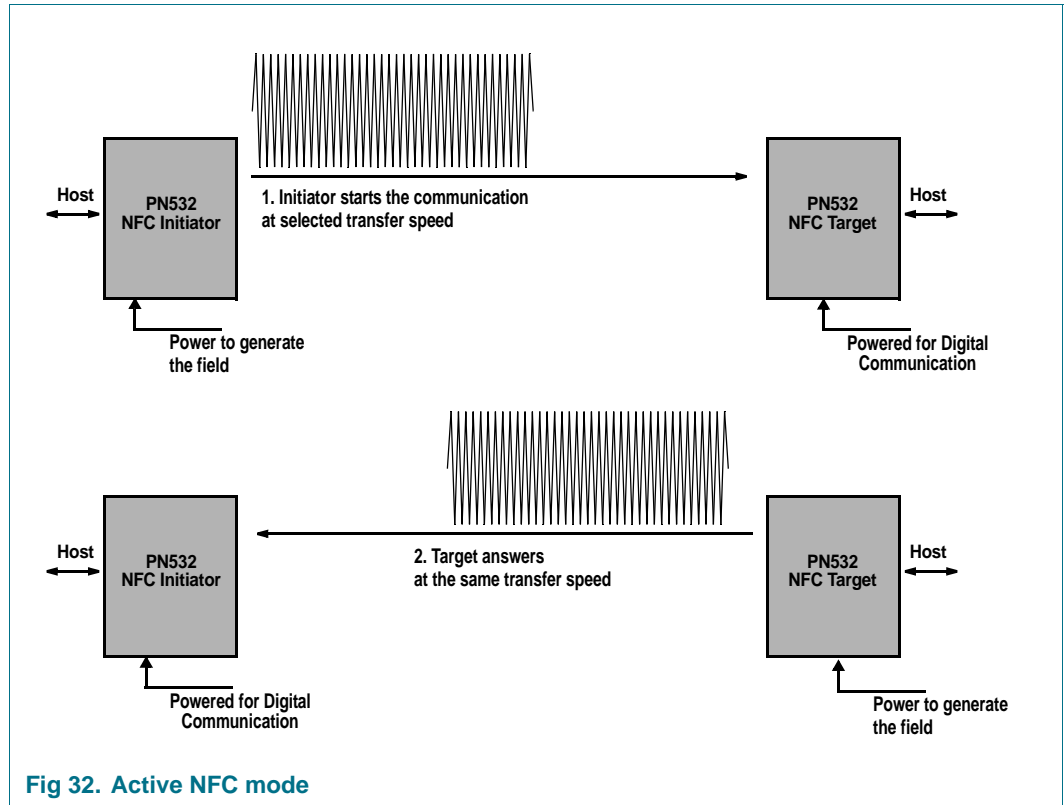 Host
PN532
NFC Initiator
1. Initiator starts the communication
at selected transfer speed
PN532
NFC Target
Host
Power to generate
the field
Powered for Digital
Communication
Host
PN532
NFC Initiator
2. Target answers
at the same transfer speed
PN532
NFC Target
Host
Powered for Digital
Communication
Power to generate
the field
Fig 32. Active NFC mode